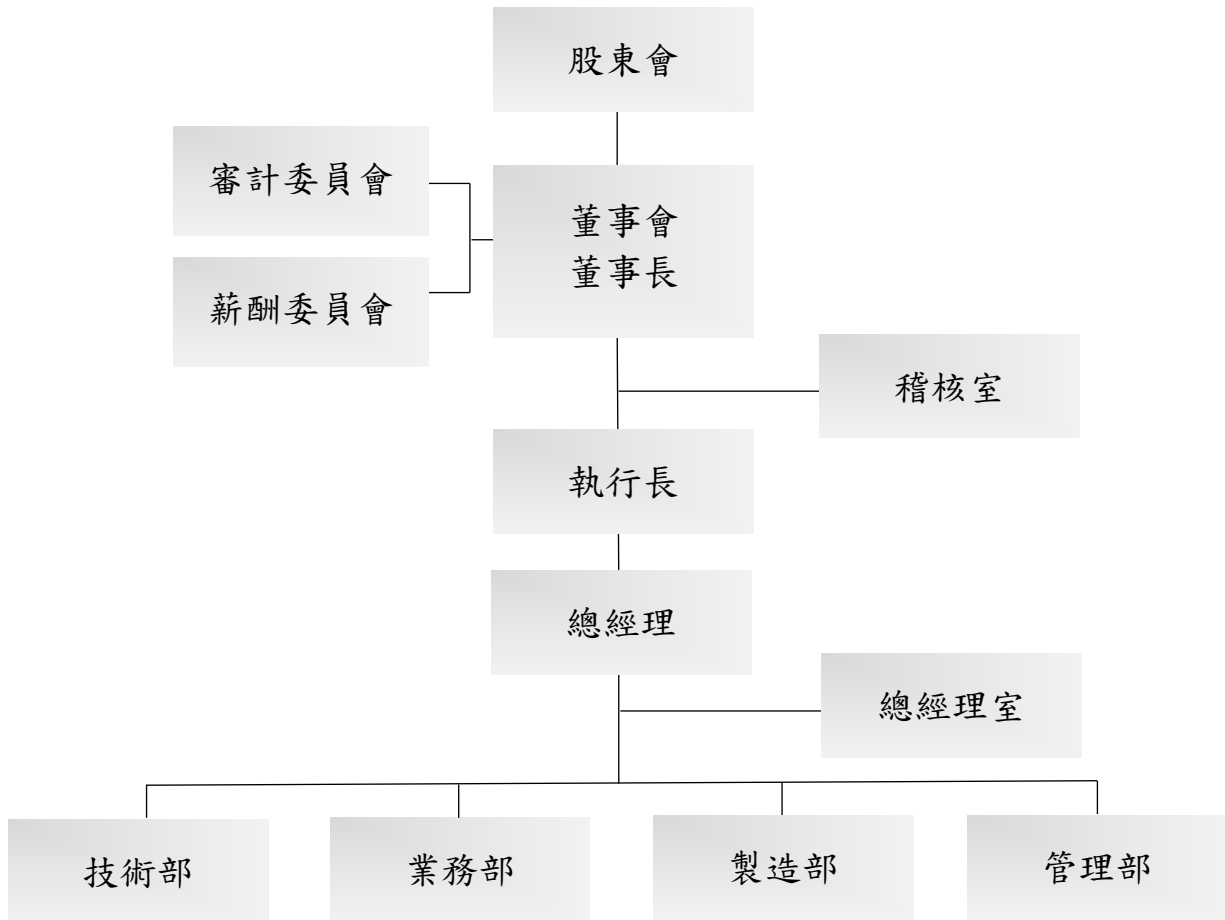 股東會
審計委員會
董事會
董事長
薪酬委員會
稽核室
執行長
總經理
總經理室
技術部
業務部
製造部
管理部